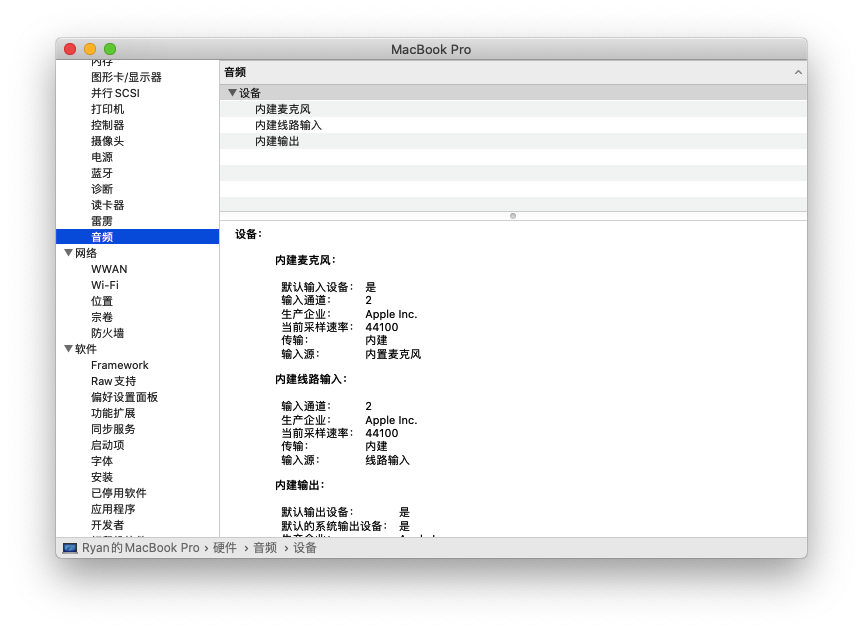 MacBook Pro
内存
图形卡/显示器
并行 SCSI
打印机
控制器
摄像头
电源
蓝牙
诊断
读卡器
雷雳
音频
网络
WWAN
Wi-Fi
位置
宗卷
防火墙
软件
Framework
Raw 支持
偏好设置面板
功能扩展
同步服务
启动项
字体
安装
已停用软件
应用程序
开发者
音频
设备
内建麦克风
内建线路输入
内建输出
设备：
内建麦克风：
默认输入设备： 是
输入通道： 2
生产企业： Apple Inc.
当前采样速率： 44100
传输： 内建
输入源： 内置麦克风
内建线路输入：
输入通道： 2
生产企业： Apple Inc.
当前采样速率： 44100
传输： 内建
输入源： 线路输入
内建输出：
默认输出设备： 是
默认的系统输出设备： 是
Ryan的MacBook Pro › 硬件 › 音频 › 设备